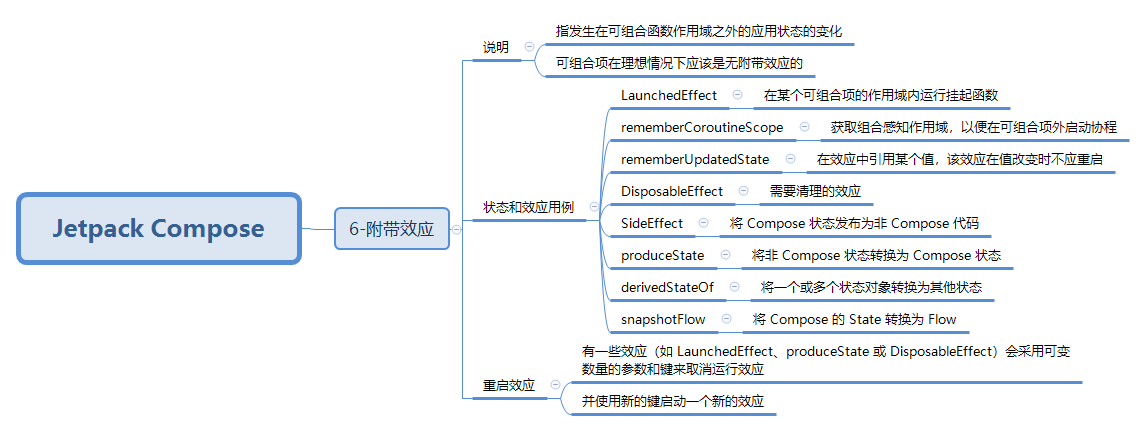 Jetpack Compose
6-附带效应
说明
指发生在可组合函数作用域之外的应用状态的变化
可组合项在理想情况下应该是无附带效应的
状态和效应用例
LaunchedEffect
在某个可组合项的作用域内运行挂起函数
rememberCoroutineScope
获取组合感知作用域，以便在可组合项外启动协程
rememberUpdatedState
在效应中引用某个值，该效应在值改变时不应重启
DisposableEffect
需要清理的效应
SideEffect
将 Compose 状态发布为非 Compose 代码
produceState
将非 Compose 状态转换为 Compose 状态
derivedStateOf
将一个或多个状态对象转换为其他状态
snapshotFlow
将 Compose 的 State 转换为 Flow
重启效应
有一些效应（如 LaunchedEffect、produceState 或 DisposableEffect）会采用可变
数量的参数和键来取消运行效应
并使用新的键启动一个新的效应